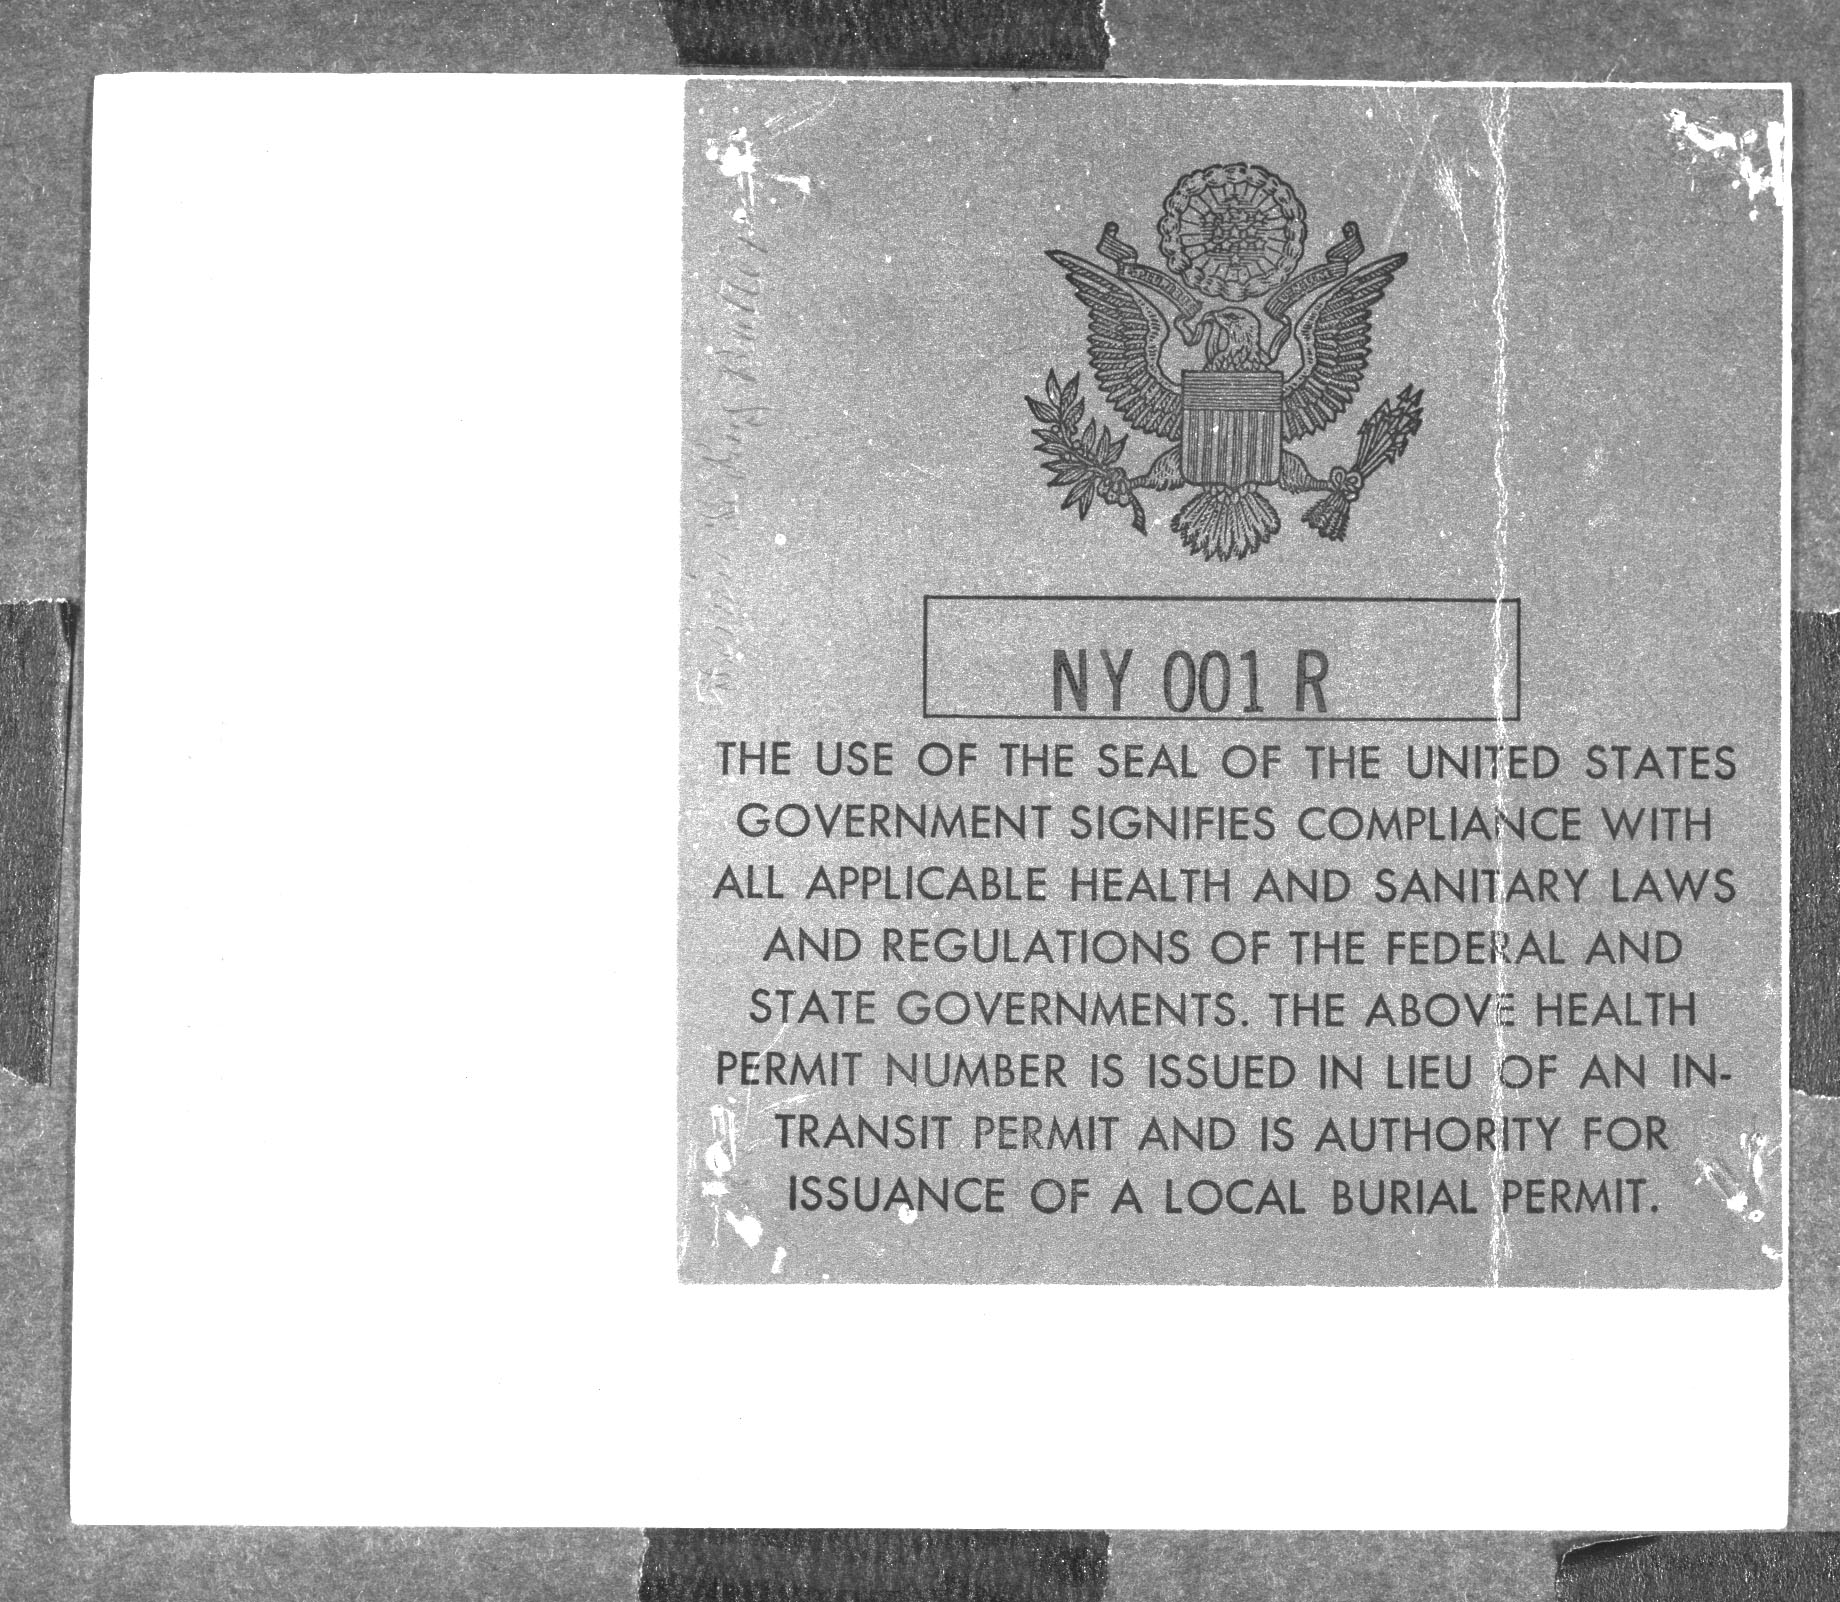 NY 001 R
THE USE OF THE SEAL OF THE UNITED STATES
GOVERNMENT SIGNIFIES COMPLIANCE WITH
ALL APPLICABLE HEALTH AND SANITARY LAWS
AND REGULATIONS OF THE FEDERAL AND
STATE GOVERNMENTS. THE ABOVE HEALTH
PERMIT NUMBER IS ISSUED IN LIEU OF AN IN-
TRANSIT PERMIT AND IS AUTHORITY FOR
ISSUANCE OF A LOCAL BURIAL PERMIT.